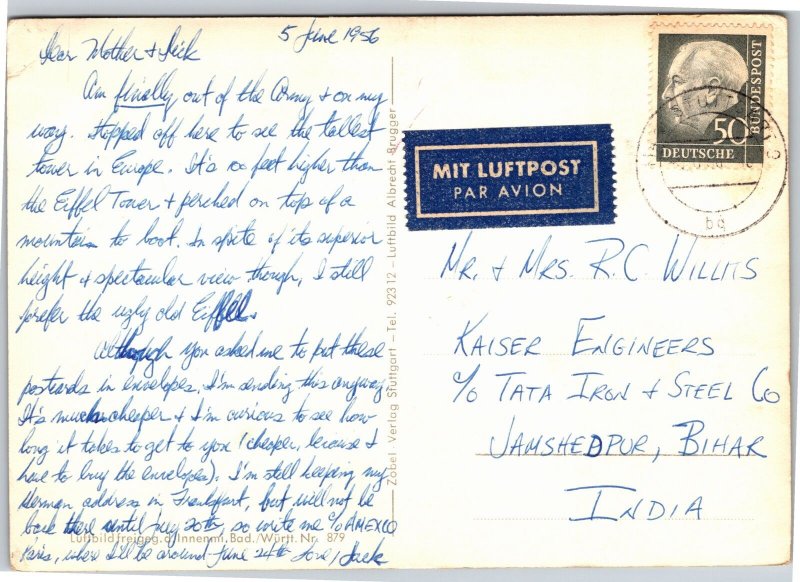 5 June 1956
Dear Mother & Dick
Am finally out of the Army & on my
way. Stopped off here to see the tallest
tower in Europe. It's 100 feet higher than
the Eiffel Tower & perched on top of a
mountain to boot. In spite of its superior
height & spectacular view though, I still
prefer the ugly old Eiffel.
Although you asked me to put these
postcards in envelopes, I'm sending this anyway.
It's much cheaper & I'm curious to see how
long it takes to get to you (cheaper, because I
have to buy the envelopes). I'm still keeping my
German address in Frankfurt, but will not be
back there until July 20th, so write me c/o AMEXCO
Paris, where I'll be around June 24th Love, Jack
Luftbild freigeg. d. Innenmi. Bad./Württ. Nr. 879
Zobel-Verlag Stuttgart - Tel. 92312 - Luftbild Albrecht Brugger
MIT LUFTPOST
PAR AVION
50
DEUTSCHE
BUNDESPOST
STUTTG
bq
MR. & MRS. R.C. WILLITS
KAISER ENGINEERS
c/o TATA IRON & STEEL CO
JAMSHEDPUR, BIHAR
INDIA